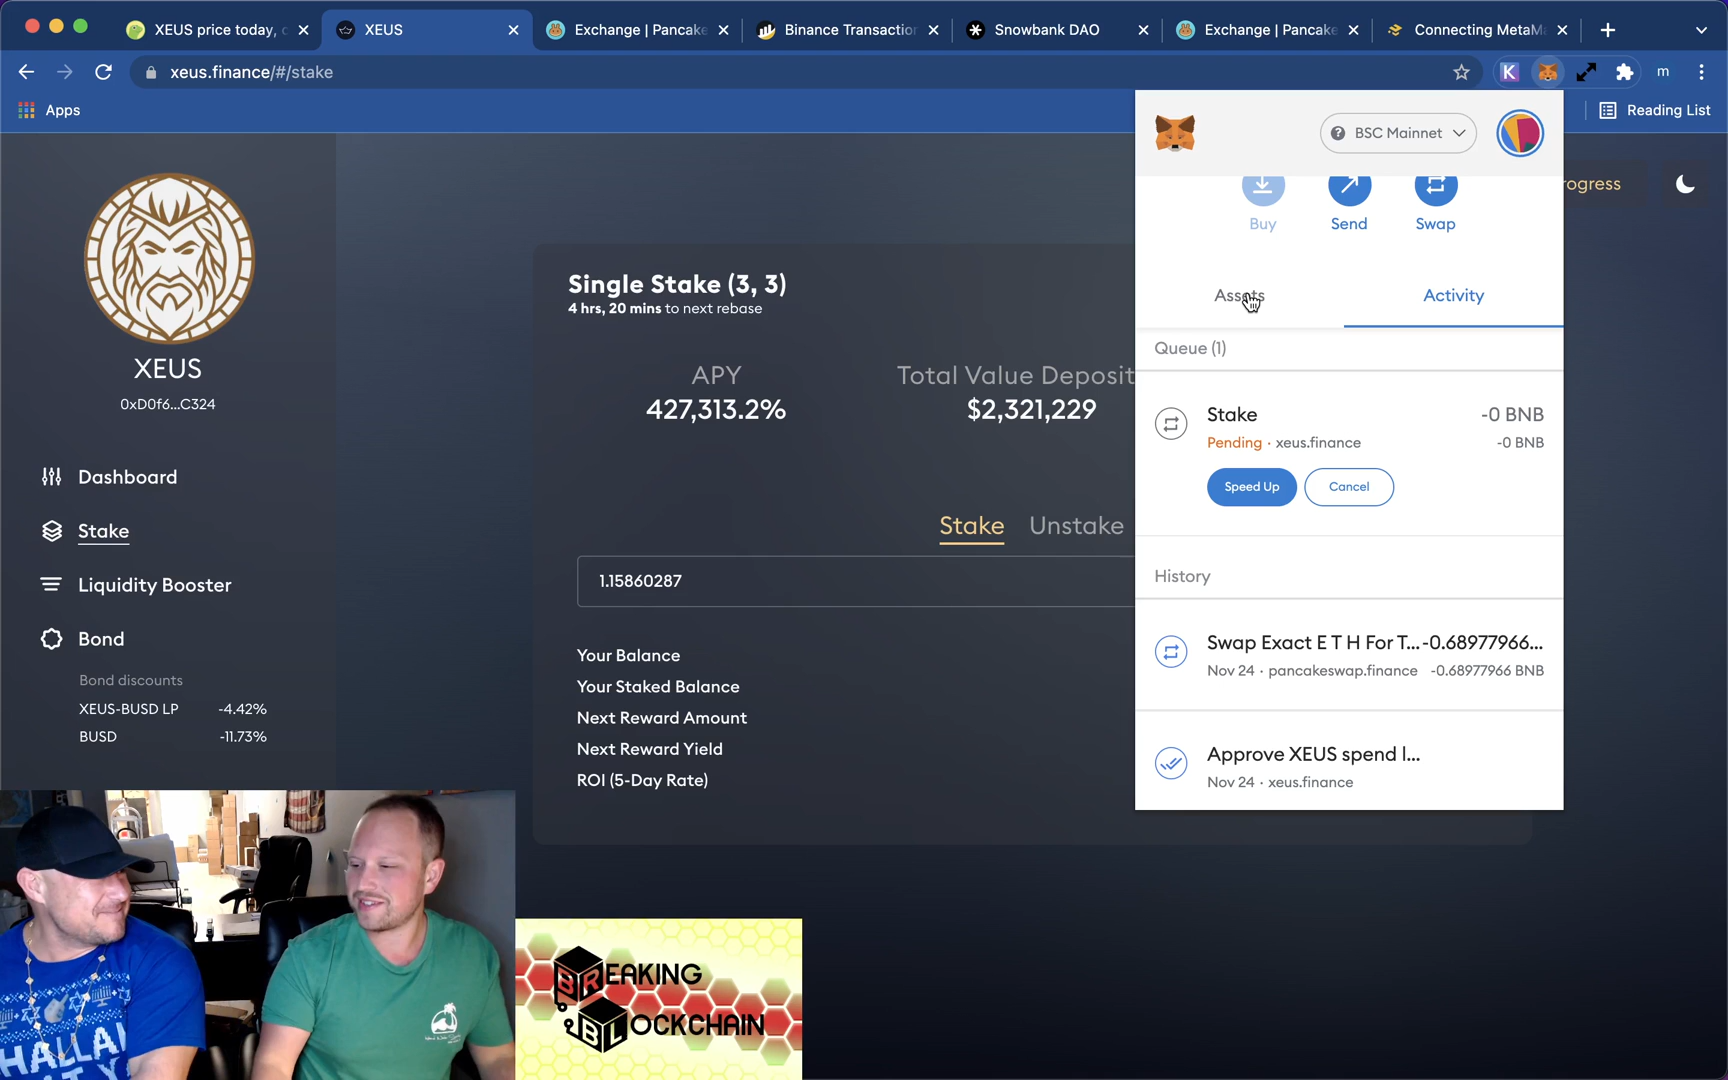 XEUS price today, c
XEUS
Exchange | Pancake
Binance Transaction
Snowbank DAO
Exchange | Pancake
Connecting MetaMa
xeus.finance/#/stake
K
m
Apps
Reading List
XEUS
0xD0f6...C324
Dashboard
Stake
Liquidity Booster
Bond
Bond discounts
XEUS-BUSD LP -4.42%
BUSD -11.73%
Single Stake (3, 3)
4 hrs, 20 mins to next rebase
APY
427,313.2%
Total Value Deposit
$2,321,229
Stake Unstake
1.15860287
Your Balance
Your Staked Balance
Next Reward Amount
Next Reward Yield
ROI (5-Day Rate)
rogress
BSC Mainnet
Buy Send Swap
Assets Activity
Queue (1)
Stake -0 BNB
Pending · xeus.finance -0 BNB
Speed Up Cancel
History
Swap Exact E T H For T... -0.68977966...
Nov 24 · pancakeswap.finance -0.68977966 BNB
Approve XEUS spend l...
Nov 24 · xeus.finance
BREAKING
BLOCKCHAIN